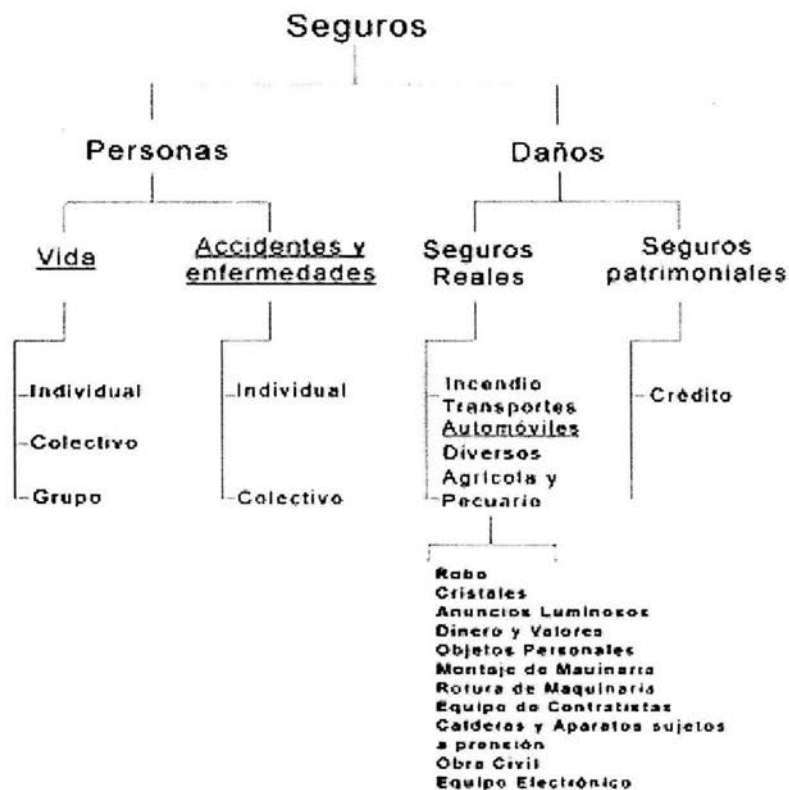 Seguros
Personas
Daños
Vida
Accidentes y
enfermedades
Seguros
Reales
Seguros
patrimoniales
Individual
Colectivo
Grupo
Individual
Colectivo
Incendio
Transportes
Automóviles
Diversos
Agrícola y
Pecuario
Crédito
Robo
Cristales
Anuncios Luminosos
Dinero y Valores
Objetos Personales
Montaje de Mauinaria
Rotura de Maquinaria
Equipo de Contratistas
Calderas y Aparatos sujetos
a prensión
Obra Civil
Equipo Electrónico